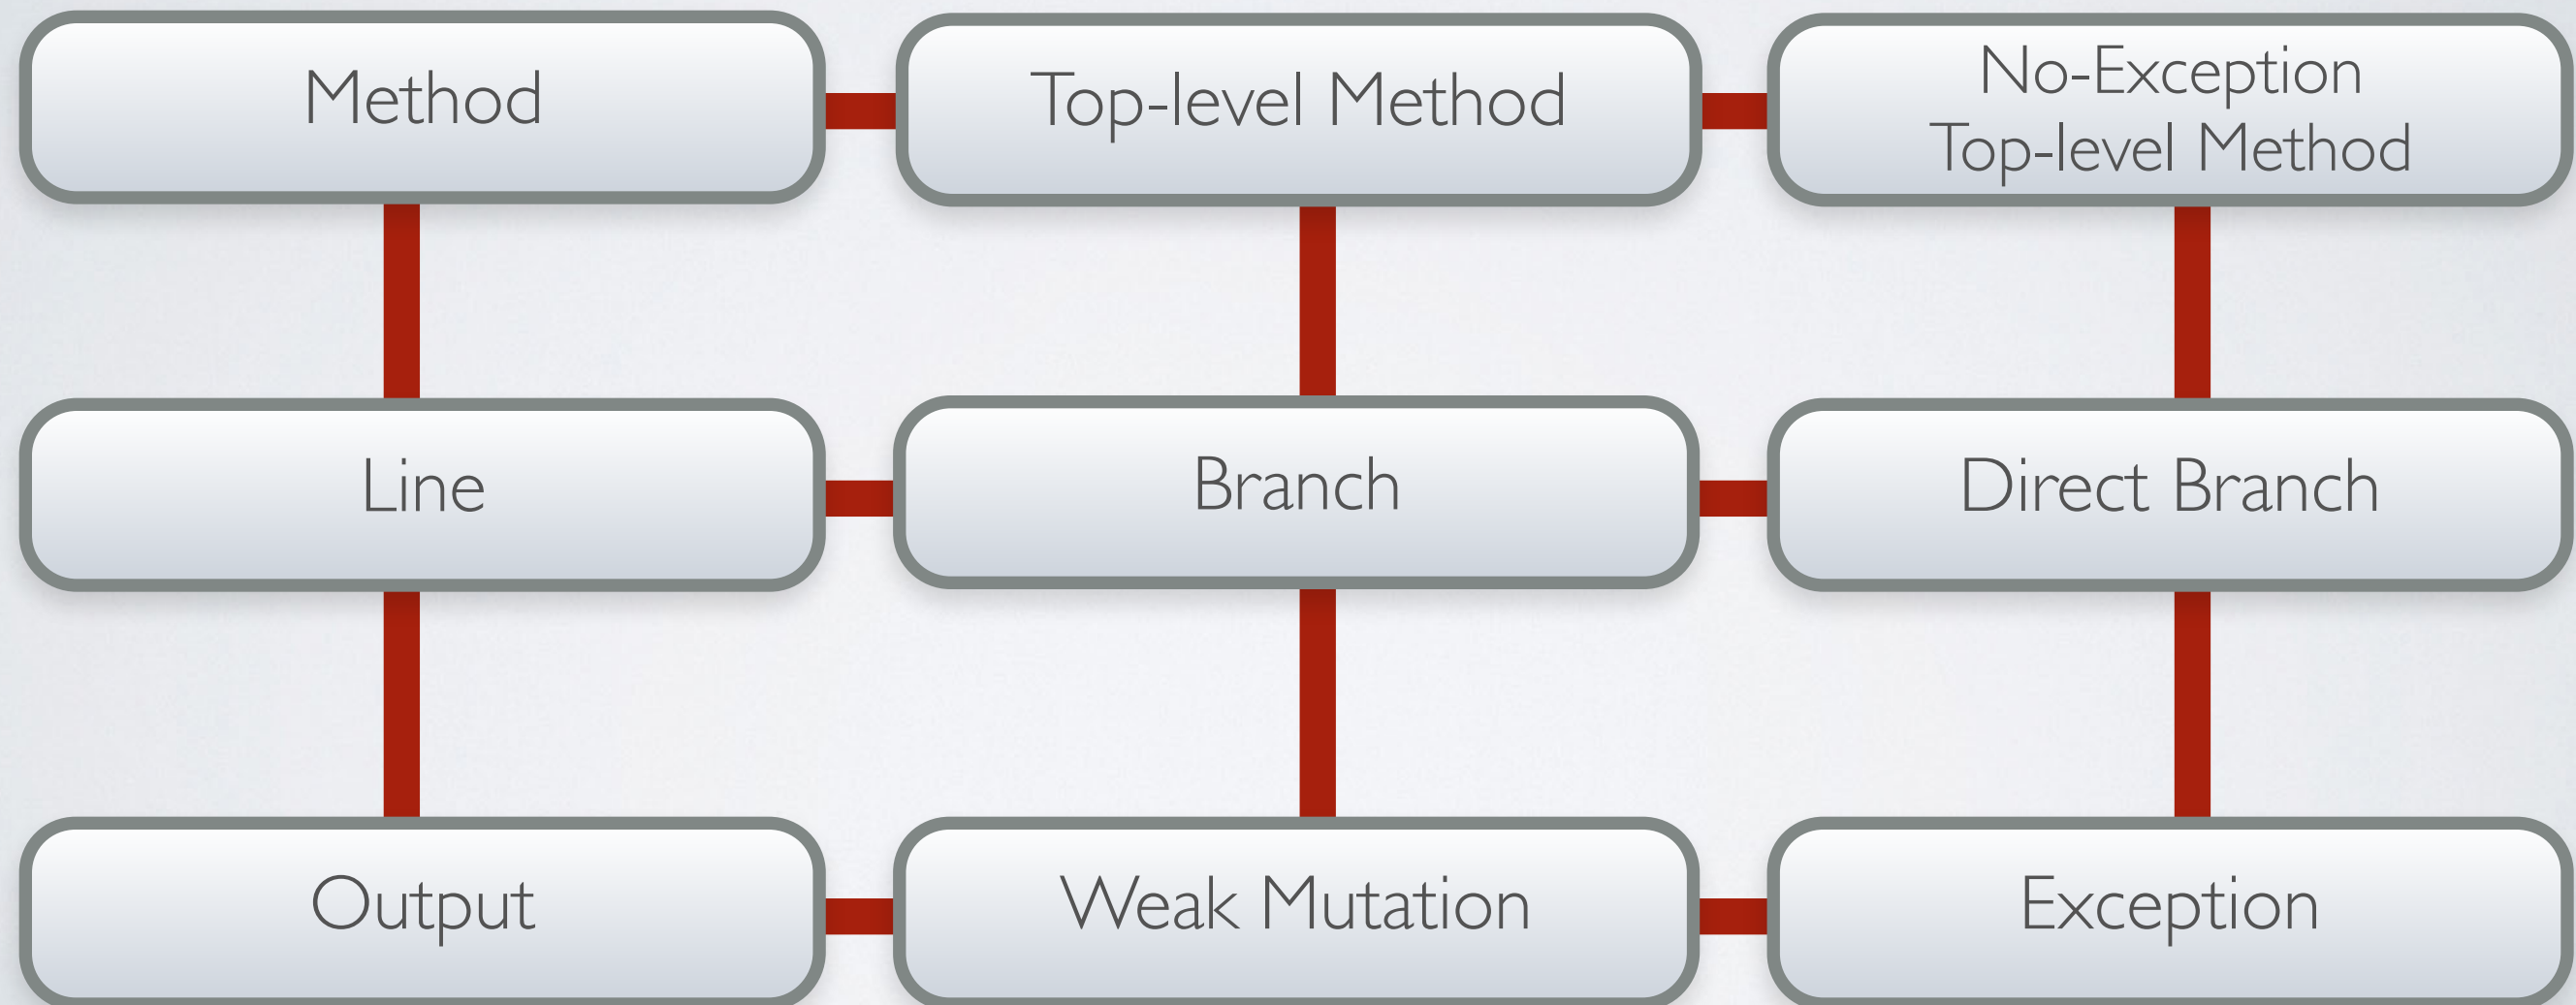 Method
Top-level Method
No-Exception
Top-level Method
Line
Branch
Direct Branch
Output
Weak Mutation
Exception